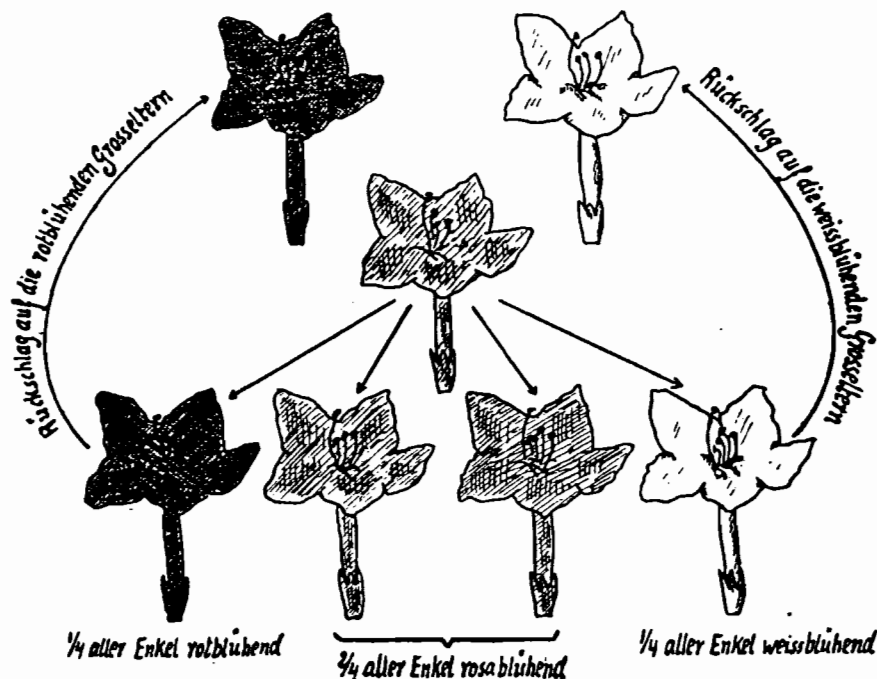 Rückschlag auf die rotblühenden Grosseltern
Rückschlag auf die weissblühenden Grosseltern
1/4 aller Enkel rotblühend
2/4 aller Enkel rosablühend
1/4 aller Enkel weissblühend